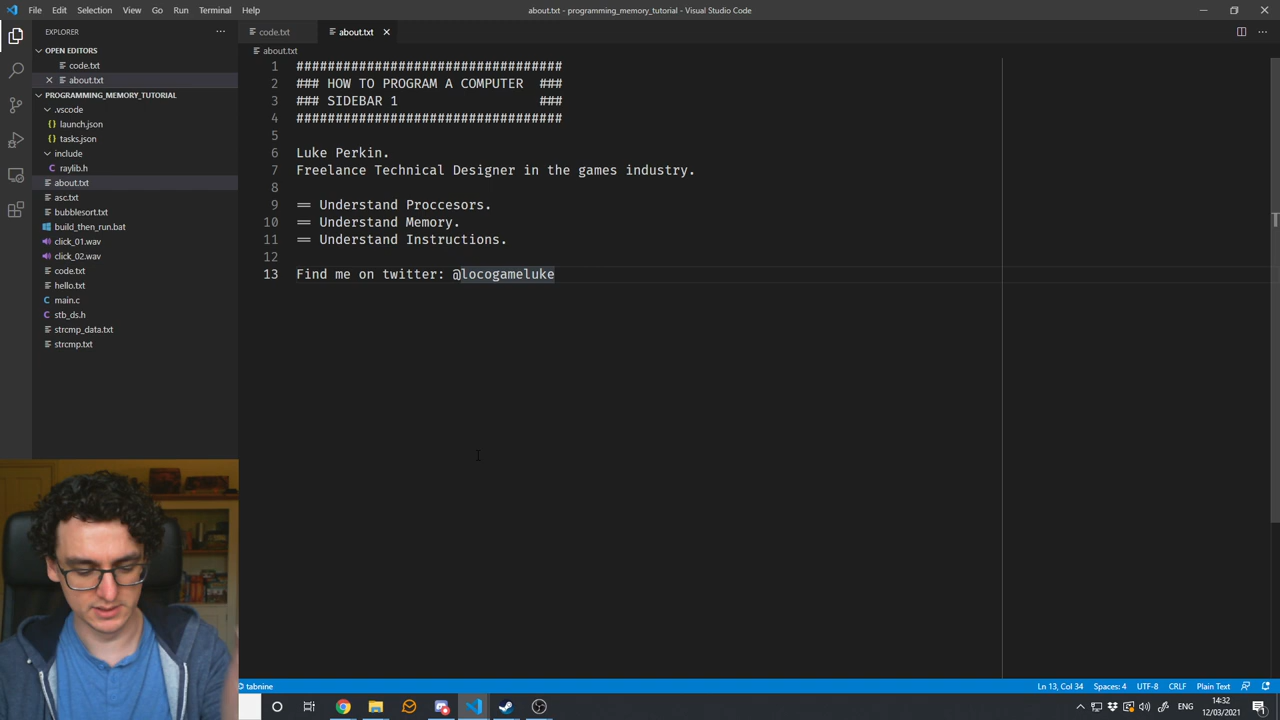 File Edit Selection View Go Run Terminal Help
about.txt - programming_memory_tutorial - Visual Studio Code
EXPLORER
OPEN EDITORS
code.txt
about.txt
PROGRAMMING_MEMORY_TUTORIAL
.vscode
launch.json
tasks.json
include
raylib.h
about.txt
asc.txt
bubblesort.txt
build_then_run.bat
click_01.wav
click_02.wav
code.txt
hello.txt
main.c
stb_ds.h
strcmp_data.txt
strcmp.txt
code.txt about.txt
about.txt
1 ##################################
2 ### HOW TO PROGRAM A COMPUTER ###
3 ### SIDEBAR 1 ###
4 ##################################
5
6 Luke Perkin.
7 Freelance Technical Designer in the games industry.
8
9 == Understand Proccesors.
10 == Understand Memory.
11 == Understand Instructions.
12
13 Find me on twitter: @locogameluke
tabnine
Ln 13, Col 34 Spaces: 4 UTF-8 CRLF Plain Text
14:32
12/03/2021